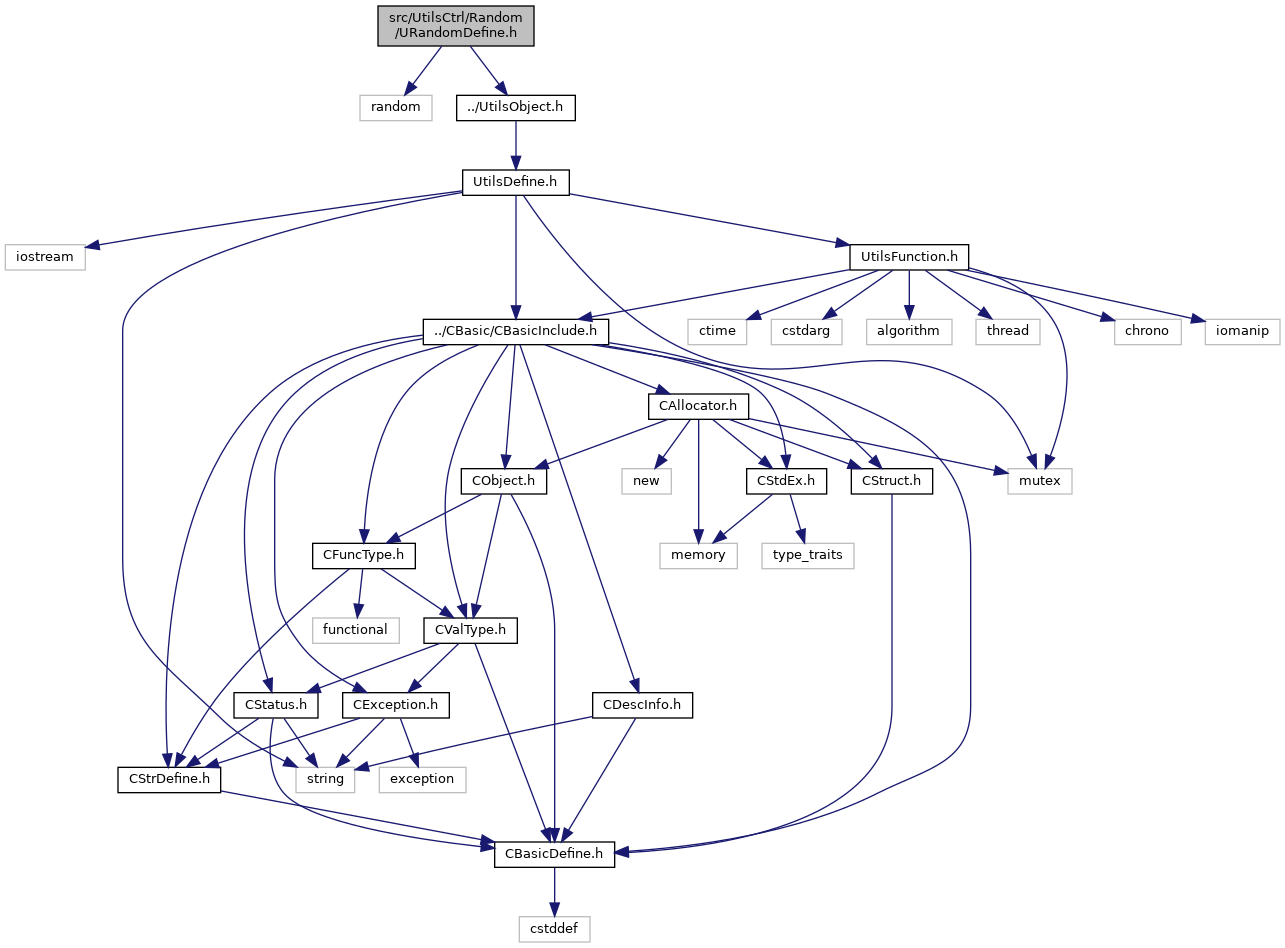 src/UtilsCtrl/Random
/URandomDefine.h
random
../UtilsObject.h
UtilsDefine.h
iostream
UtilsFunction.h
../CBasic/CBasicInclude.h
ctime
cstdarg
algorithm
thread
chrono
iomanip
CAllocator.h
CObject.h
new
CStdEx.h
CStruct.h
mutex
CFuncType.h
memory
type_traits
functional
CValType.h
CStatus.h
CException.h
CDescInfo.h
CStrDefine.h
string
exception
CBasicDefine.h
cstddef